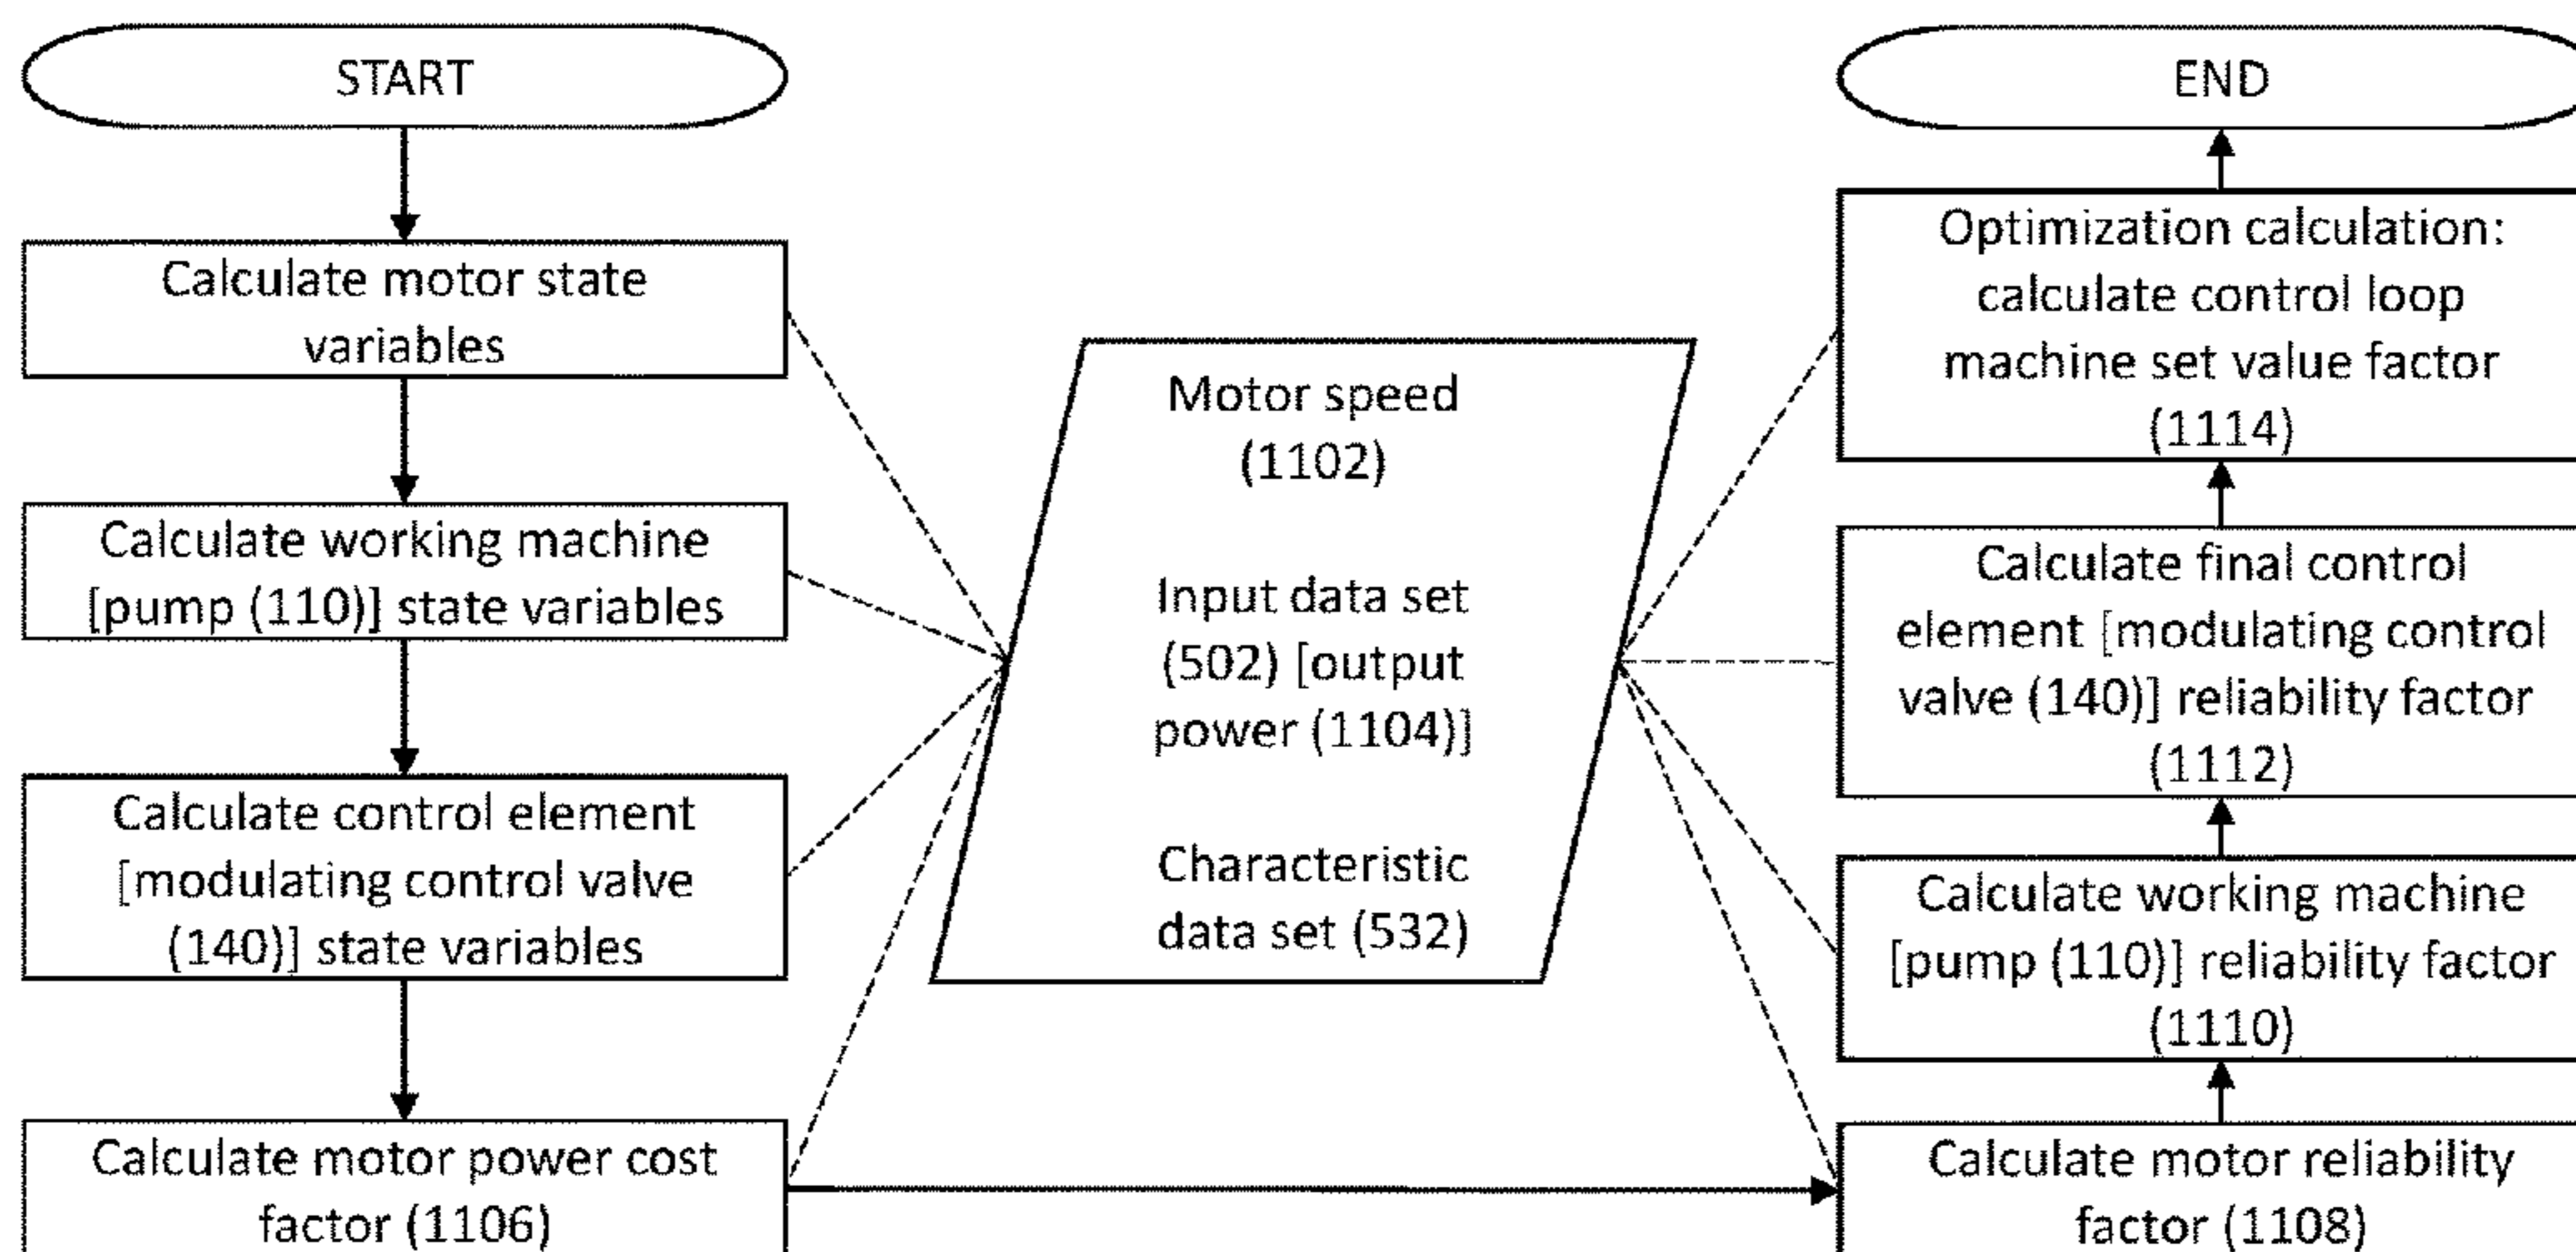 START
Calculate motor state
variables
Calculate working machine
[pump (110)] state variables
Calculate control element
[modulating control valve
(140)] state variables
Calculate motor power cost
factor (1106)
Motor speed
(1102)
Input data set
(502) [output
power (1104)]
Characteristic
data set (532)
END
Optimization calculation:
calculate control loop
machine set value factor
(1114)
Calculate final control
element [modulating control
valve (140)] reliability factor
(1112)
Calculate working machine
[pump (110)] reliability factor
(1110)
Calculate motor reliability
factor (1108)